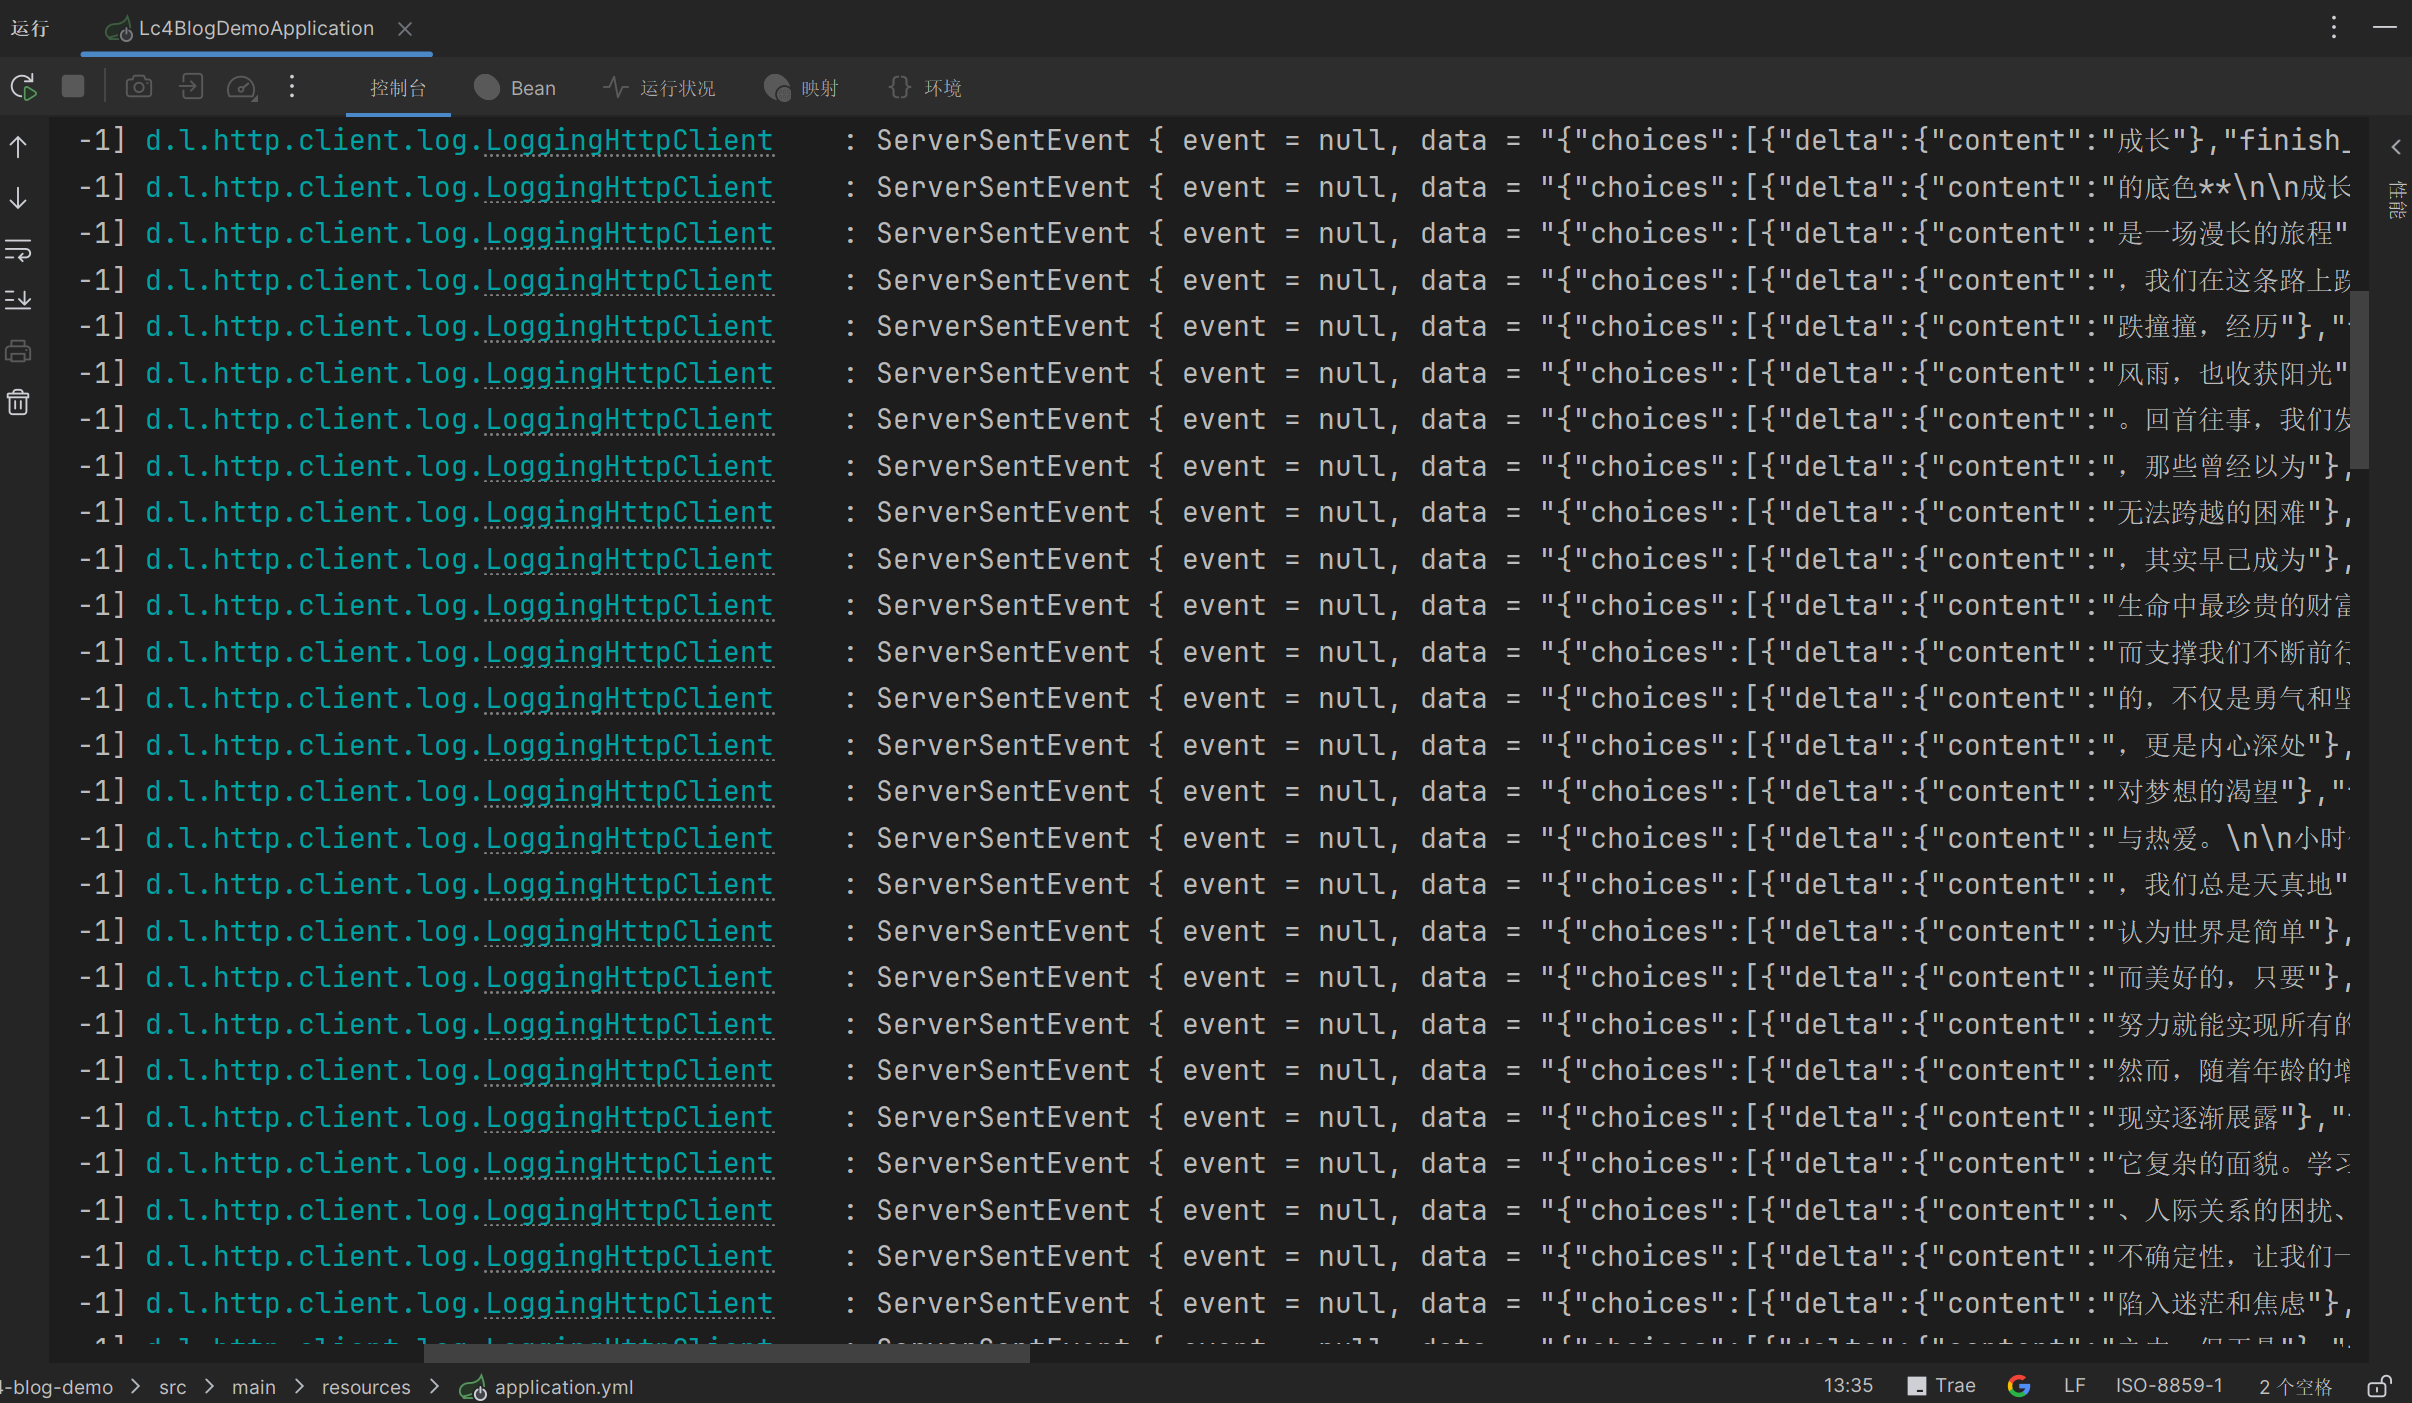 运行 Lc4BlogDemoApplication
控制台 Bean 运行状况 映射 环境
-1] d.l.http.client.log.LoggingHttpClient : ServerSentEvent { event = null, data = "{"choices":[{"delta":{"content":"成长"},"finish_
-1] d.l.http.client.log.LoggingHttpClient : ServerSentEvent { event = null, data = "{"choices":[{"delta":{"content":"的底色**\n\n成长
-1] d.l.http.client.log.LoggingHttpClient : ServerSentEvent { event = null, data = "{"choices":[{"delta":{"content":"是一场漫长的旅程"
-1] d.l.http.client.log.LoggingHttpClient : ServerSentEvent { event = null, data = "{"choices":[{"delta":{"content":"，我们在这条路上跌
-1] d.l.http.client.log.LoggingHttpClient : ServerSentEvent { event = null, data = "{"choices":[{"delta":{"content":"跌撞撞，经历"},"
-1] d.l.http.client.log.LoggingHttpClient : ServerSentEvent { event = null, data = "{"choices":[{"delta":{"content":"风雨，也收获阳光"
-1] d.l.http.client.log.LoggingHttpClient : ServerSentEvent { event = null, data = "{"choices":[{"delta":{"content":"。回首往事，我们发
-1] d.l.http.client.log.LoggingHttpClient : ServerSentEvent { event = null, data = "{"choices":[{"delta":{"content":"，那些曾经以为"},
-1] d.l.http.client.log.LoggingHttpClient : ServerSentEvent { event = null, data = "{"choices":[{"delta":{"content":"无法跨越的困难"},
-1] d.l.http.client.log.LoggingHttpClient : ServerSentEvent { event = null, data = "{"choices":[{"delta":{"content":"，其实早已成为"},
-1] d.l.http.client.log.LoggingHttpClient : ServerSentEvent { event = null, data = "{"choices":[{"delta":{"content":"生命中最珍贵的财富
-1] d.l.http.client.log.LoggingHttpClient : ServerSentEvent { event = null, data = "{"choices":[{"delta":{"content":"而支撑我们不断前行
-1] d.l.http.client.log.LoggingHttpClient : ServerSentEvent { event = null, data = "{"choices":[{"delta":{"content":"的，不仅是勇气和坚
-1] d.l.http.client.log.LoggingHttpClient : ServerSentEvent { event = null, data = "{"choices":[{"delta":{"content":"，更是内心深处"},
-1] d.l.http.client.log.LoggingHttpClient : ServerSentEvent { event = null, data = "{"choices":[{"delta":{"content":"对梦想的渴望"},"
-1] d.l.http.client.log.LoggingHttpClient : ServerSentEvent { event = null, data = "{"choices":[{"delta":{"content":"与热爱。\n\n小时
-1] d.l.http.client.log.LoggingHttpClient : ServerSentEvent { event = null, data = "{"choices":[{"delta":{"content":"，我们总是天真地"
-1] d.l.http.client.log.LoggingHttpClient : ServerSentEvent { event = null, data = "{"choices":[{"delta":{"content":"认为世界是简单"},
-1] d.l.http.client.log.LoggingHttpClient : ServerSentEvent { event = null, data = "{"choices":[{"delta":{"content":"而美好的，只要"},
-1] d.l.http.client.log.LoggingHttpClient : ServerSentEvent { event = null, data = "{"choices":[{"delta":{"content":"努力就能实现所有的
-1] d.l.http.client.log.LoggingHttpClient : ServerSentEvent { event = null, data = "{"choices":[{"delta":{"content":"然而，随着年龄的增
-1] d.l.http.client.log.LoggingHttpClient : ServerSentEvent { event = null, data = "{"choices":[{"delta":{"content":"现实逐渐展露"},"
-1] d.l.http.client.log.LoggingHttpClient : ServerSentEvent { event = null, data = "{"choices":[{"delta":{"content":"它复杂的面貌。学习
-1] d.l.http.client.log.LoggingHttpClient : ServerSentEvent { event = null, data = "{"choices":[{"delta":{"content":"、人际关系的困扰、
-1] d.l.http.client.log.LoggingHttpClient : ServerSentEvent { event = null, data = "{"choices":[{"delta":{"content":"不确定性，让我们一
-1] d.l.http.client.log.LoggingHttpClient : ServerSentEvent { event = null, data = "{"choices":[{"delta":{"content":"陷入迷茫和焦虑"},
-1] d.l.http.client.log.LoggingHttpClient : ServerSentEvent { event = null, data = "{"choices":[{"delta":{"content":"
性能
4-blog-demo > src > main > resources > application.yml 13:35 Trae LF ISO-8859-1 2 个空格